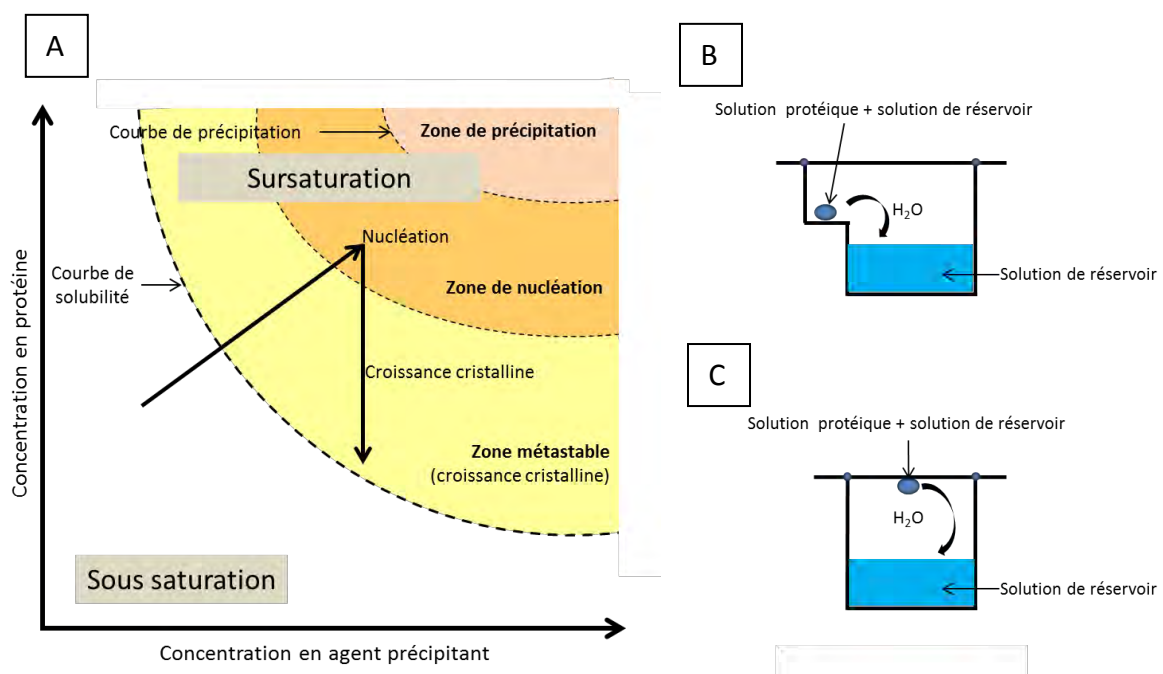 A
Concentration en protéine
Courbe de précipitation
Zone de précipitation
Sursaturation
Nucléation
Courbe de
solubilité
Zone de nucléation
Croissance cristalline
Zone métastable
(croissance cristalline)
Sous saturation
Concentration en agent précipitant
B
Solution protéique + solution de réservoir
H₂O
Solution de réservoir
C
Solution protéique + solution de réservoir
H₂O
Solution de réservoir